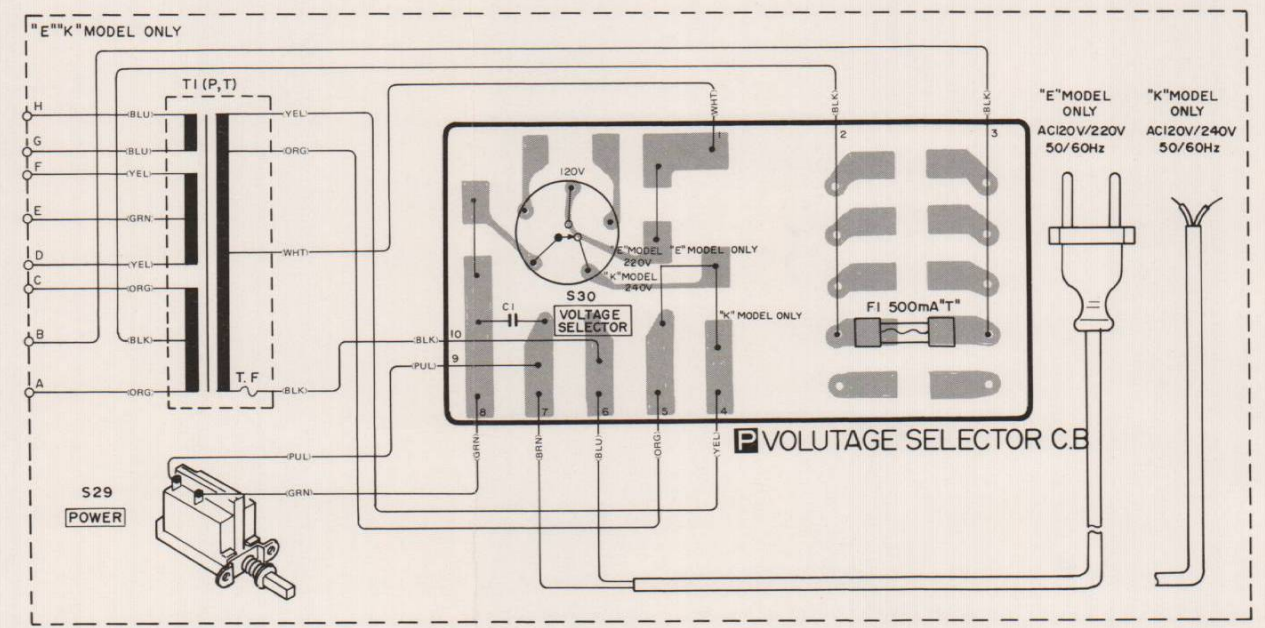 "E""K" MODEL ONLY
T1 (P,T)
H
G
F
E
D
C
B
A
BLU
BLU
YEL
GRN
YEL
ORG
BLK
ORG
YEL
ORG
WHT
T. F
BLK
WHT
BLK
BLK
1
2
3
120V
"E"MODEL
220V
"E"MODEL ONLY
"K"MODEL
240V
S30
VOLTAGE
SELECTOR
C1
"K"MODEL ONLY
F1 500mA"T"
BLK
10
PUL
9
8
7
6
5
4
GRN
BRN
BLU
ORG
YEL
P VOLUTAGE SELECTOR C.B
"E"MODEL
ONLY
AC120V/220V
50/60Hz
"K"MODEL
ONLY
AC120V/240V
50/60Hz
PUL
GRN
S29
POWER